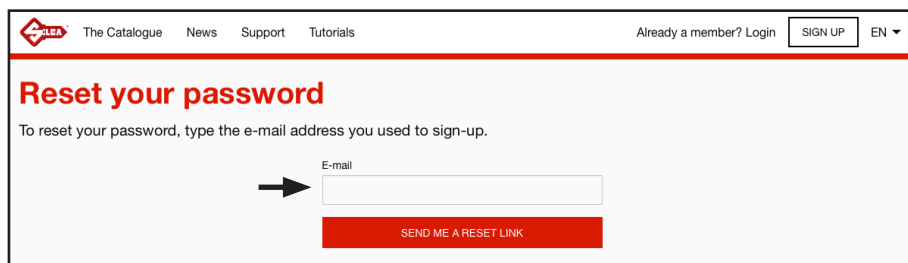 SILCA The Catalogue News Support Tutorials Already a member? Login SIGN UP EN
Reset your password
To reset your password, type the e-mail address you used to sign-up.
E-mail
SEND ME A RESET LINK